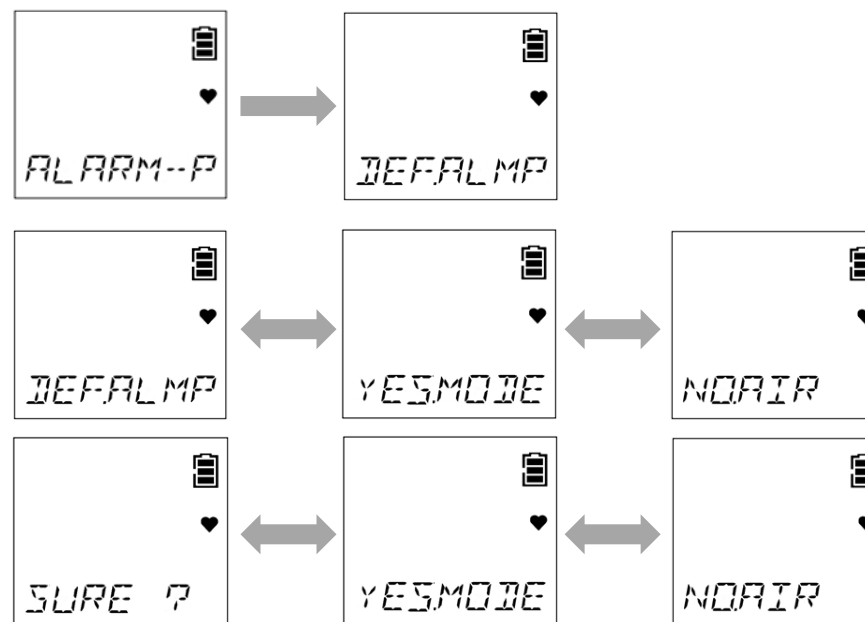 ALARM--P
DEF.ALMP
DEF.ALMP
YES.MODE
NO.AIR
SURE ?
YES.MODE
NO.AIR